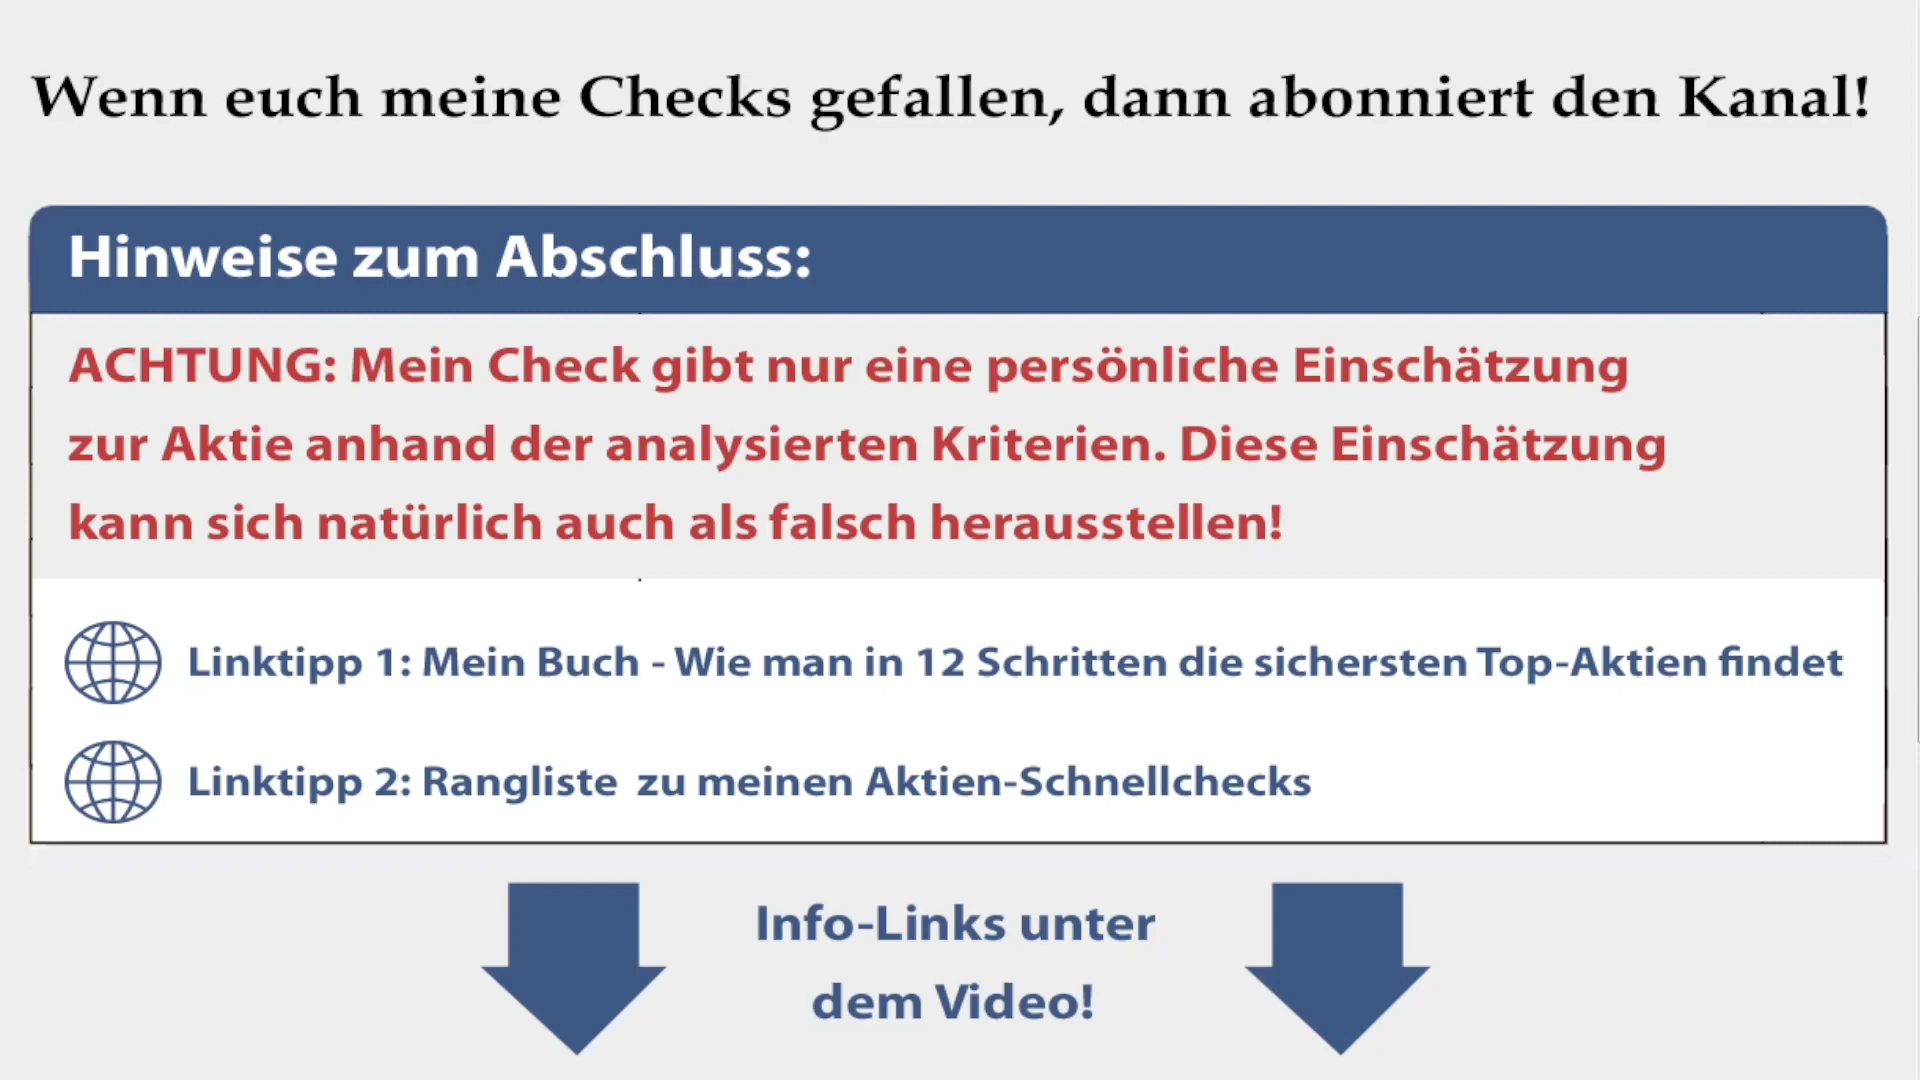 Wenn euch meine Checks gefallen, dann abonniert den Kanal!
Hinweise zum Abschluss:
ACHTUNG: Mein Check gibt nur eine persönliche Einschätzung
zur Aktie anhand der analysierten Kriterien. Diese Einschätzung
kann sich natürlich auch als falsch herausstellen!
Linktipp 1: Mein Buch - Wie man in 12 Schritten die sichersten Top-Aktien findet
Linktipp 2: Rangliste zu meinen Aktien-Schnellchecks
Info-Links unter
dem Video!